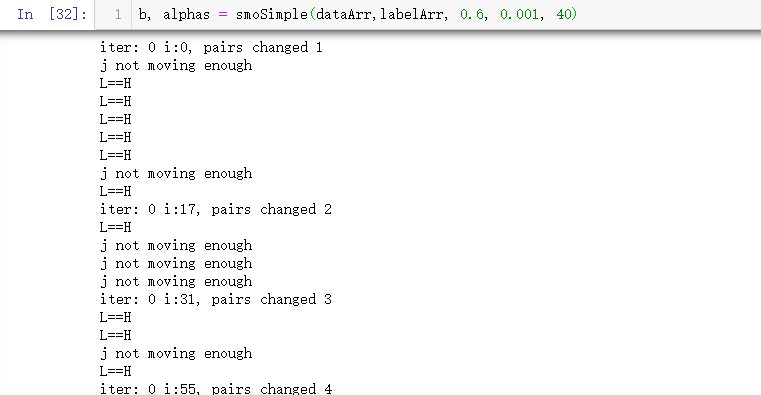 In [32]: 1 b, alphas = smoSimple(dataArr,labelArr, 0.6, 0.001, 40)
iter: 0 i:0, pairs changed 1
j not moving enough
L==H
L==H
L==H
L==H
L==H
j not moving enough
L==H
iter: 0 i:17, pairs changed 2
L==H
j not moving enough
j not moving enough
j not moving enough
iter: 0 i:31, pairs changed 3
L==H
L==H
j not moving enough
L==H
iter: 0 i:55, pairs changed 4